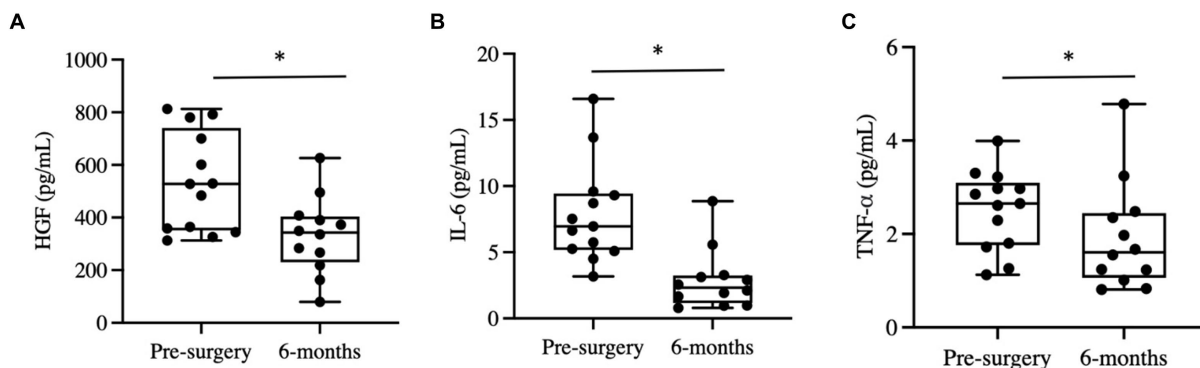 A
HGF (pg/mL)
1000
800
600
400
200
0
*
Pre-surgery
6-months
B
IL-6 (pg/mL)
20
15
10
5
0
*
Pre-surgery
6-months
C
TNF-α (pg/mL)
6
4
2
0
*
Pre-surgery
6-months